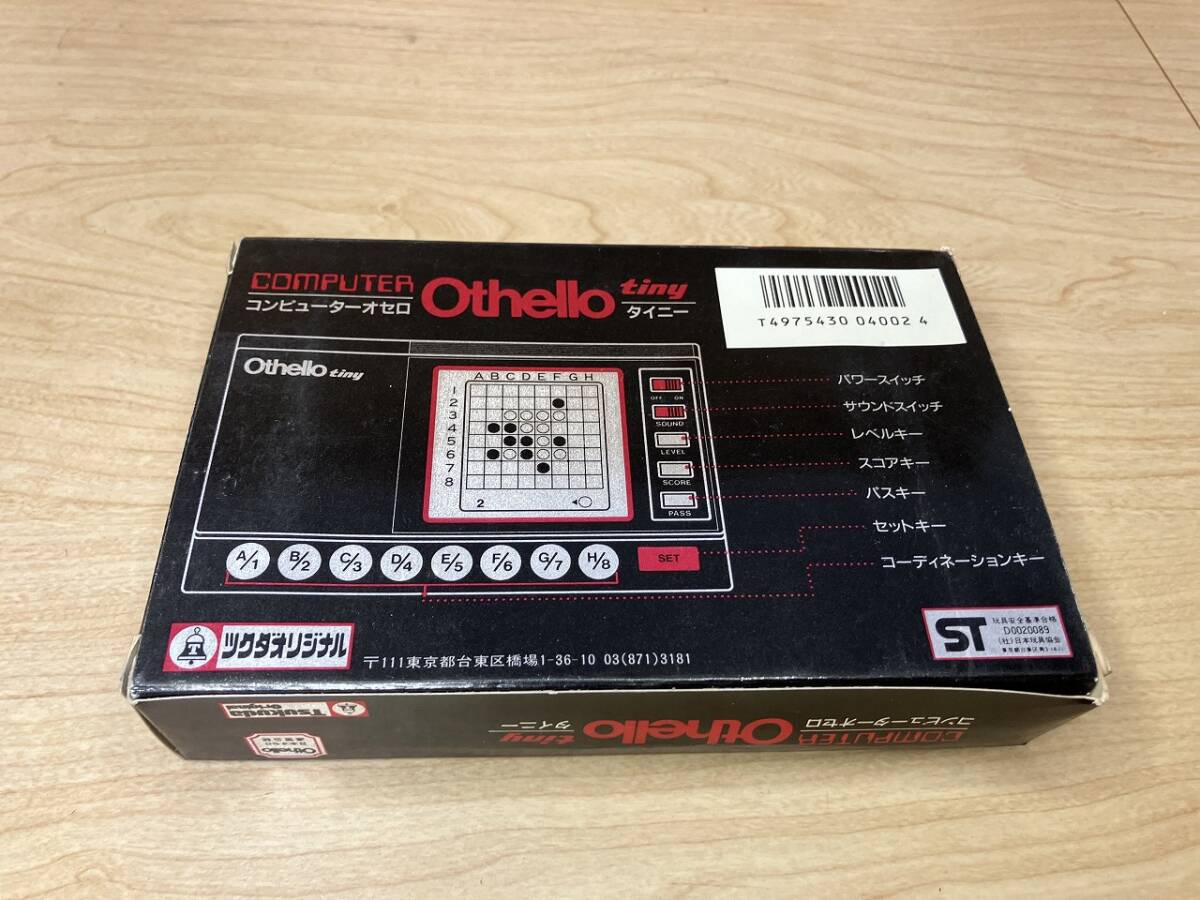 COMPUTER Othello tiny
コンピューターオセロ タイニー
T4975430 04002 4
Othello tiny
A B C D E F G H
1
2
3
4
5
6
7
8
2
OFF ON
SOUND
LEVEL
SCORE
PASS
パワースイッチ
サウンドスイッチ
レベルキー
スコアキー
パスキー
セットキー
コーディネーションキー
A/1 B/2 C/3 D/4 E/5 F/6 G/7 H/8 SET
T ツクダオリジナル
〒111東京都台東区橋場1-36-10 03(871)3181
ST 玩具安全基準合格
D0020089
(社)日本玩具協会
Tsukuda Original
COMPUTER Othello tiny
コンピューターオセロ タイニー
Othello